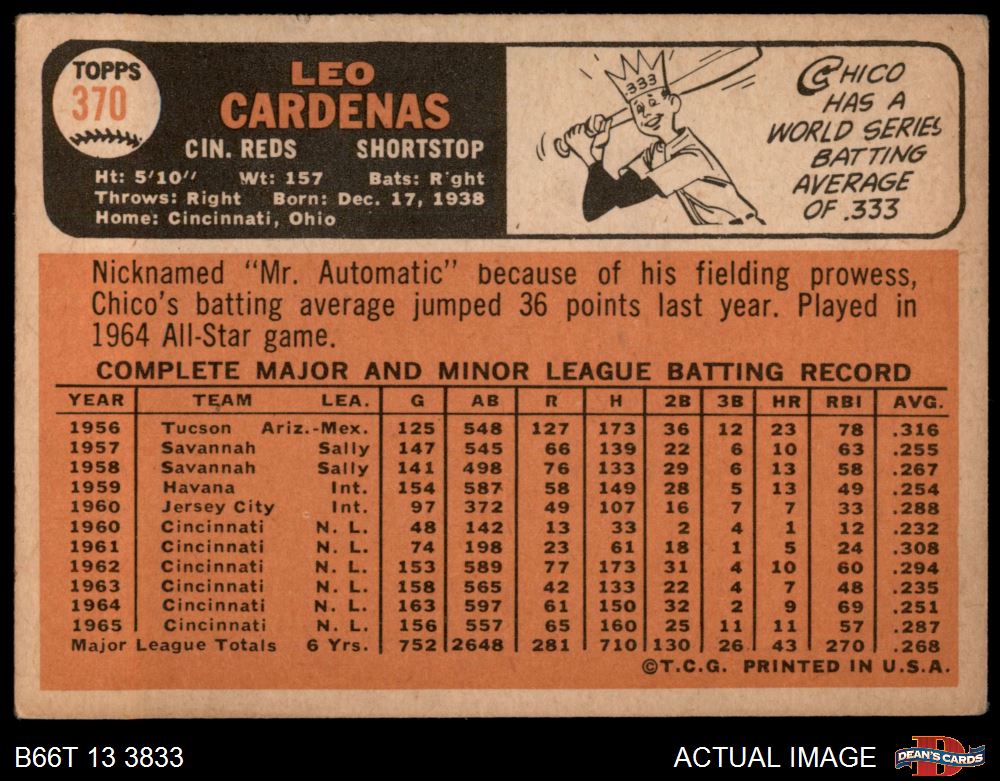 TOPPS
370
LEO
CARDENAS
CIN. REDS SHORTSTOP
Ht: 5'10" Wt: 157 Bats: R'ght
Throws: Right Born: Dec. 17, 1938
Home: Cincinnati, Ohio
.333
CHICO
HAS A
WORLD SERIES
BATTING
AVERAGE
OF .333
Nicknamed "Mr. Automatic" because of his fielding prowess,
Chico's batting average jumped 36 points last year. Played in
1964 All-Star game.
COMPLETE MAJOR AND MINOR LEAGUE BATTING RECORD
YEAR TEAM LEA. G AB R H 2B 3B HR RBI AVG.
1956 Tucson Ariz.-Mex. 125 548 127 173 36 12 23 78 .316
1957 Savannah Sally 147 545 66 139 22 6 10 63 .255
1958 Savannah Sally 141 498 76 133 29 6 13 58 .267
1959 Havana Int. 154 587 58 149 28 5 13 49 .254
1960 Jersey City Int. 97 372 49 107 16 7 7 33 .288
1960 Cincinnati N. L. 48 142 13 33 2 4 1 12 .232
1961 Cincinnati N. L. 74 198 23 61 18 1 5 24 .308
1962 Cincinnati N. L. 153 589 77 173 31 4 10 60 .294
1963 Cincinnati N. L. 158 565 42 133 22 4 7 48 .235
1964 Cincinnati N. L. 163 597 61 150 32 2 9 69 .251
1965 Cincinnati N. L. 156 557 65 160 25 11 11 57 .287
Major League Totals 6 Yrs. 752 2648 281 710 130 26 43 270 .268
©T.C.G. PRINTED IN U.S.A.
B66T 13 3833 ACTUAL IMAGE D DEAN'S CARDS